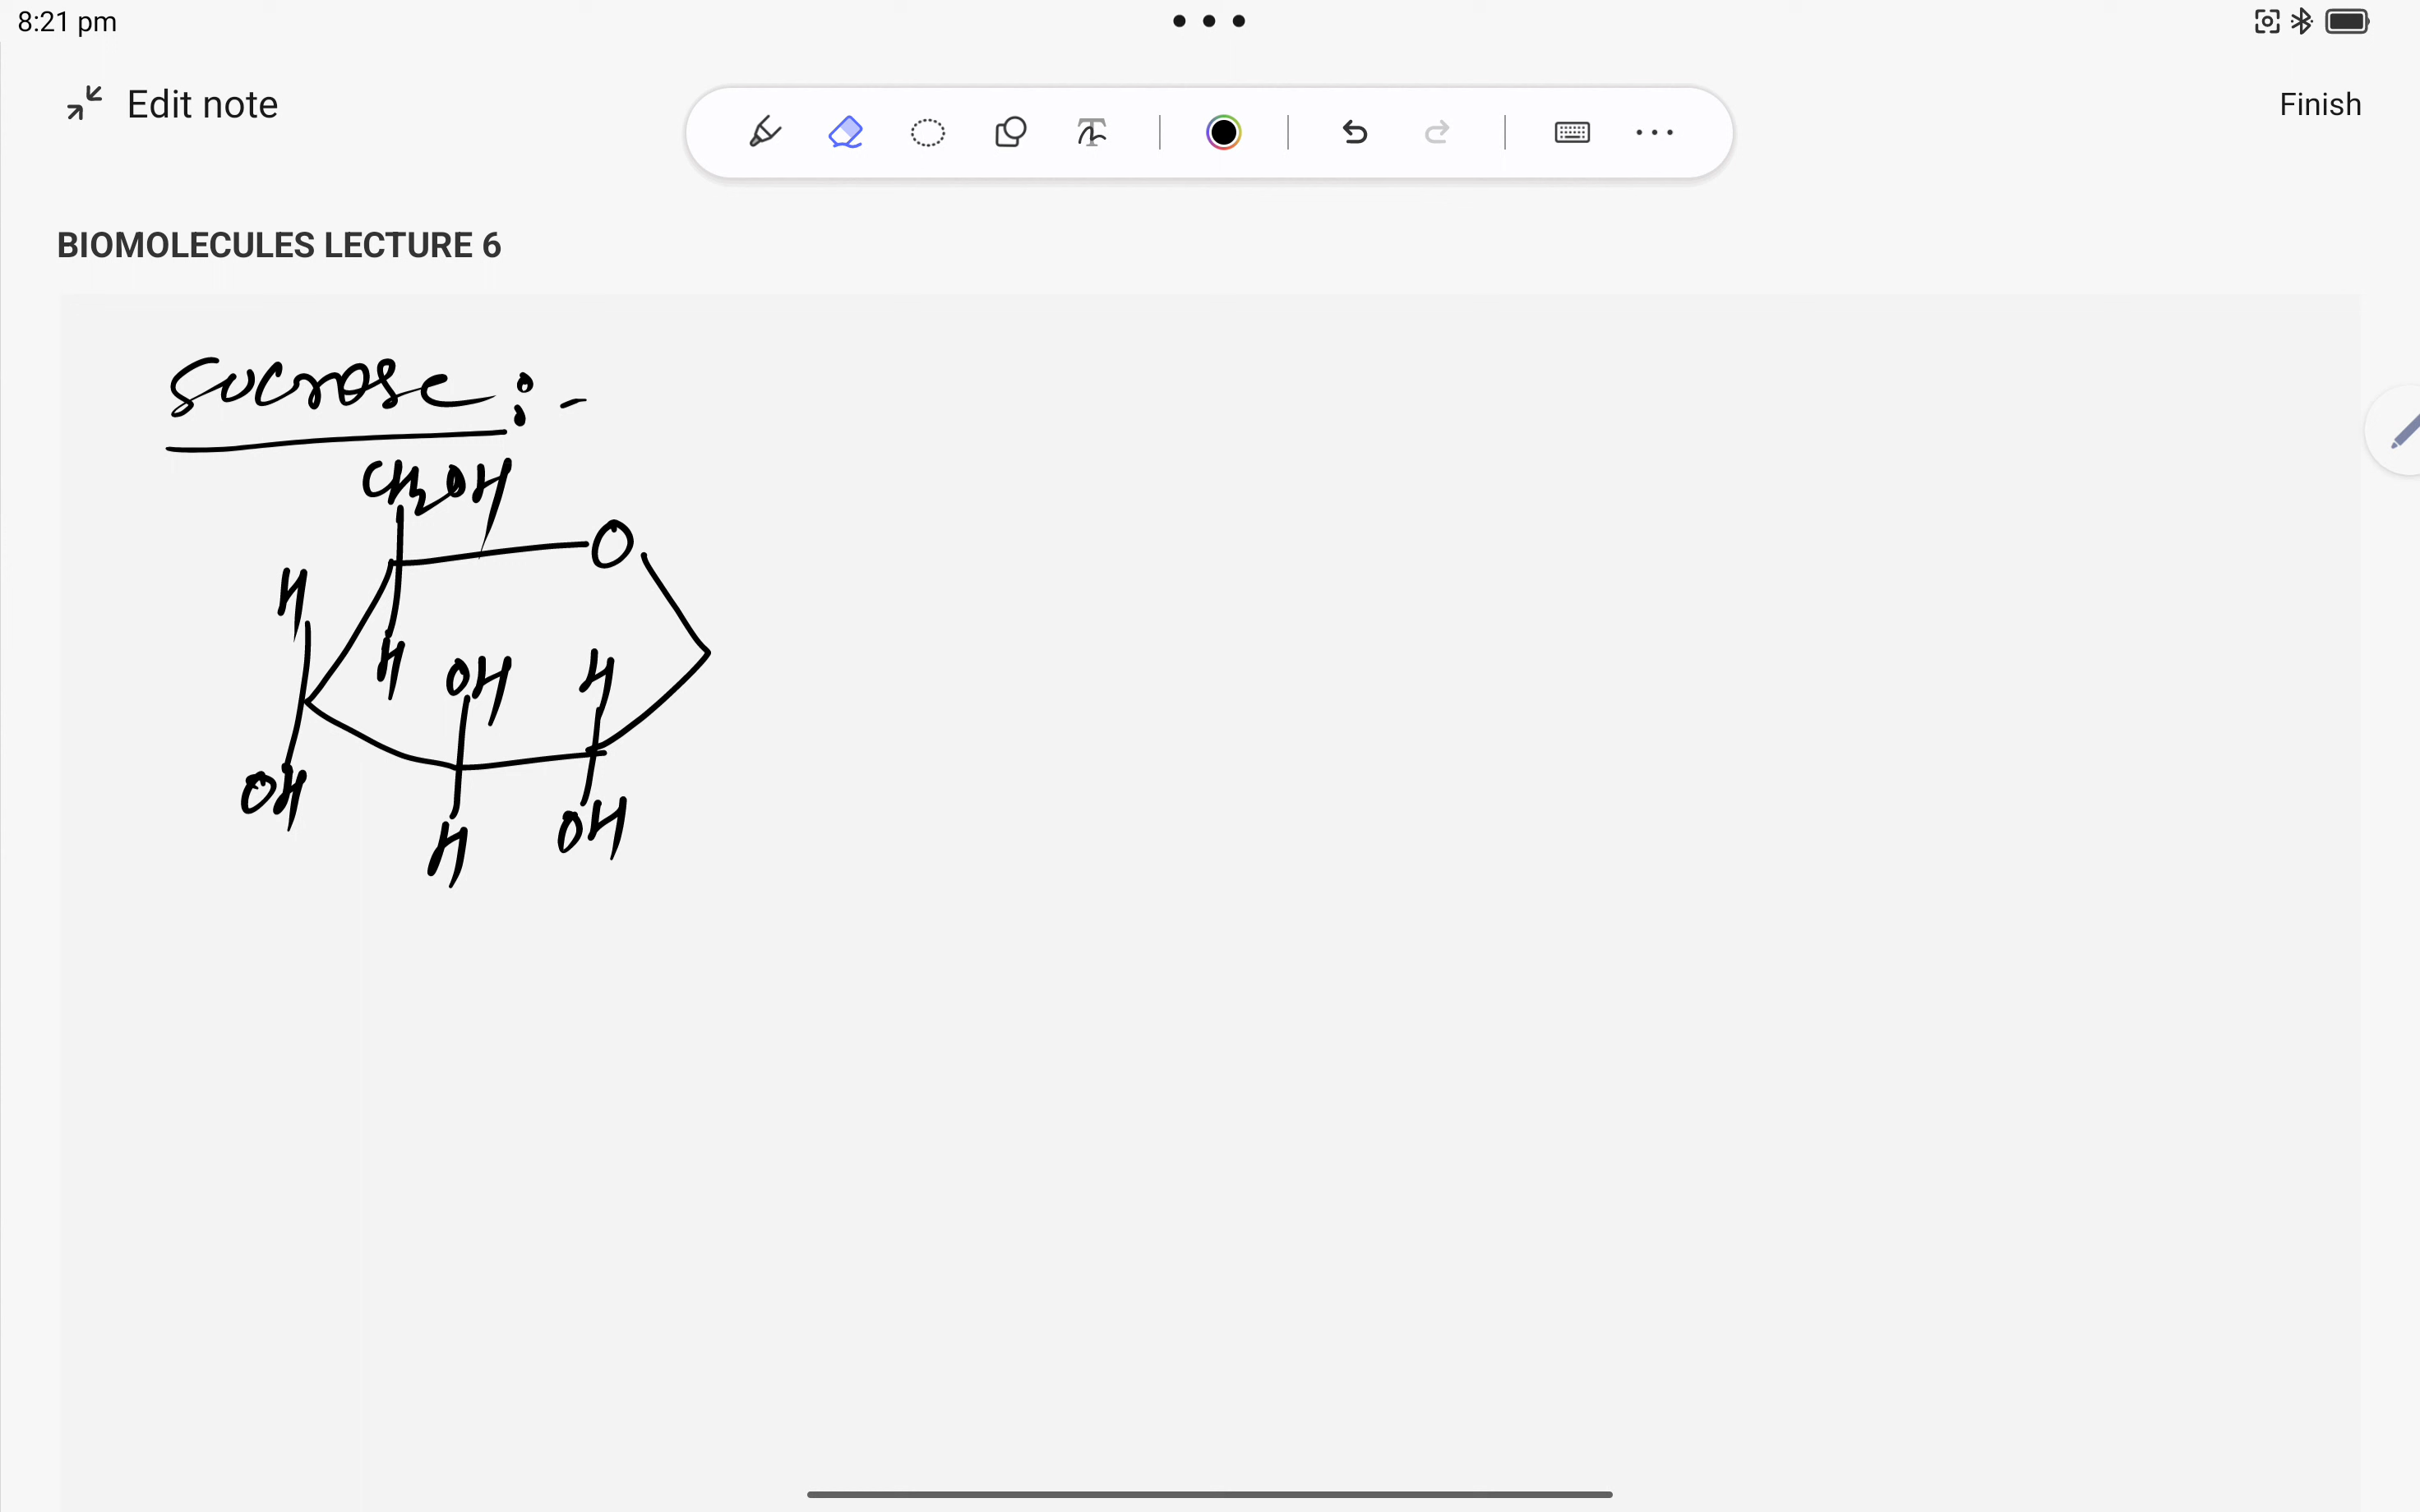 8:21 pm
Edit note
Finish
BIOMOLECULES LECTURE 6
Sucrose:-
CH2OH
O
H
H
OH
H
OH
H
OH